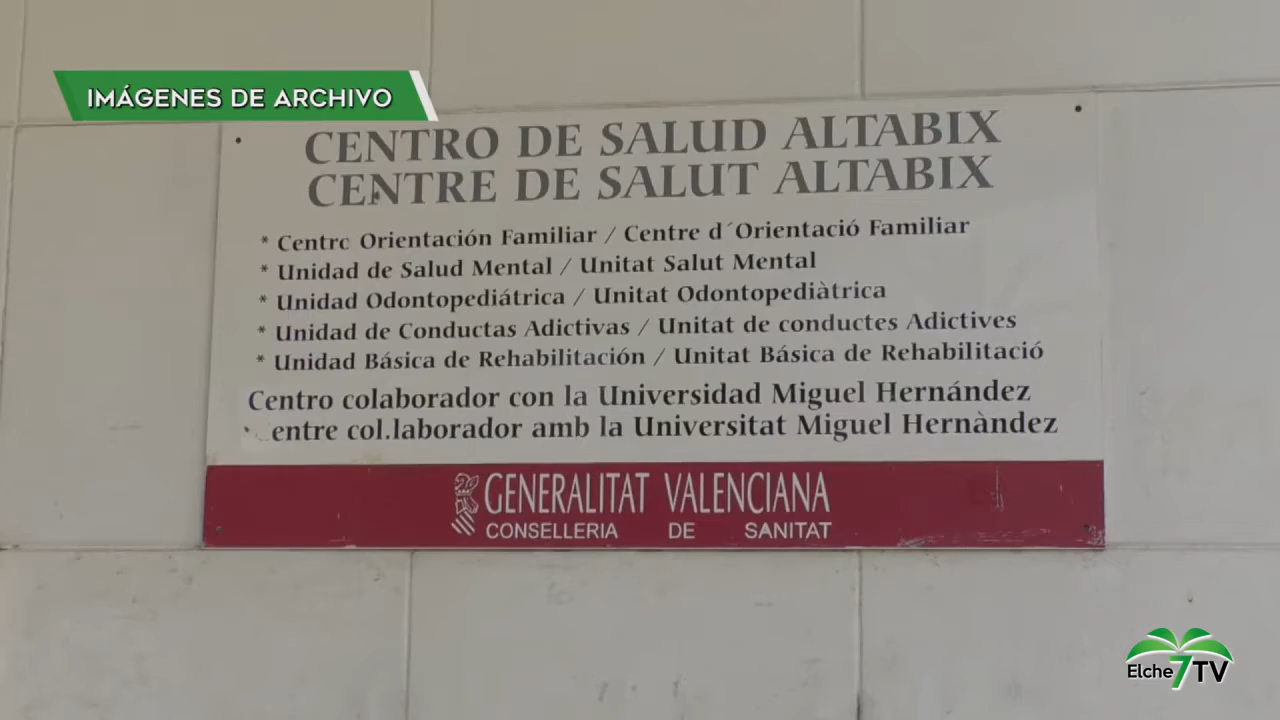 IMÁGENES DE ARCHIVO
CENTRO DE SALUD ALTABIX
CENTRE DE SALUT ALTABIX
* Centro Orientación Familiar / Centre d´Orientació Familiar
* Unidad de Salud Mental / Unitat Salut Mental
* Unidad Odontopediátrica / Unitat Odontopediàtrica
* Unidad de Conductas Adictivas / Unitat de conductes Adictives
* Unidad Básica de Rehabilitación / Unitat Básica de Rehabilitació
Centro colaborador con la Universidad Miguel Hernández
entre col.laborador amb la Universitat Miguel Hernàndez
GENERALITAT VALENCIANA
CONSELLERIA DE SANITAT
Elche 7 TV